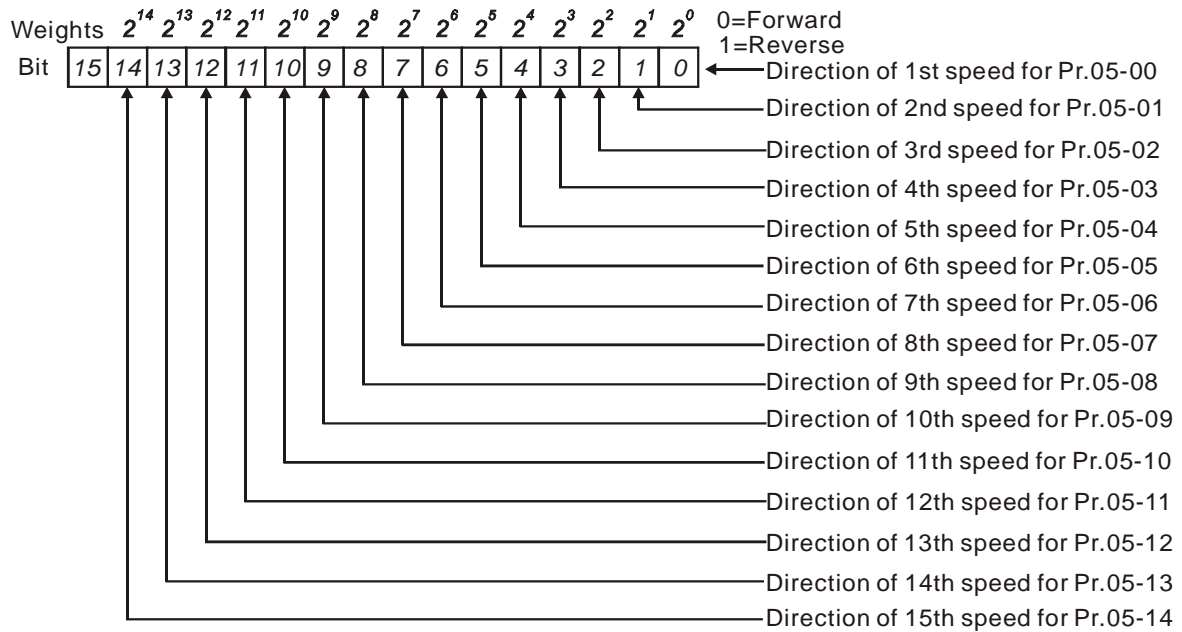 Weights 2^14 2^13 2^12 2^11 2^10 2^9 2^8 2^7 2^6 2^5 2^4 2^3 2^2 2^1 2^0
0=Forward
1=Reverse
Bit 15 14 13 12 11 10 9 8 7 6 5 4 3 2 1 0
Direction of 1st speed for Pr.05-00
Direction of 2nd speed for Pr.05-01
Direction of 3rd speed for Pr.05-02
Direction of 4th speed for Pr.05-03
Direction of 5th speed for Pr.05-04
Direction of 6th speed for Pr.05-05
Direction of 7th speed for Pr.05-06
Direction of 8th speed for Pr.05-07
Direction of 9th speed for Pr.05-08
Direction of 10th speed for Pr.05-09
Direction of 11th speed for Pr.05-10
Direction of 12th speed for Pr.05-11
Direction of 13th speed for Pr.05-12
Direction of 14th speed for Pr.05-13
Direction of 15th speed for Pr.05-14